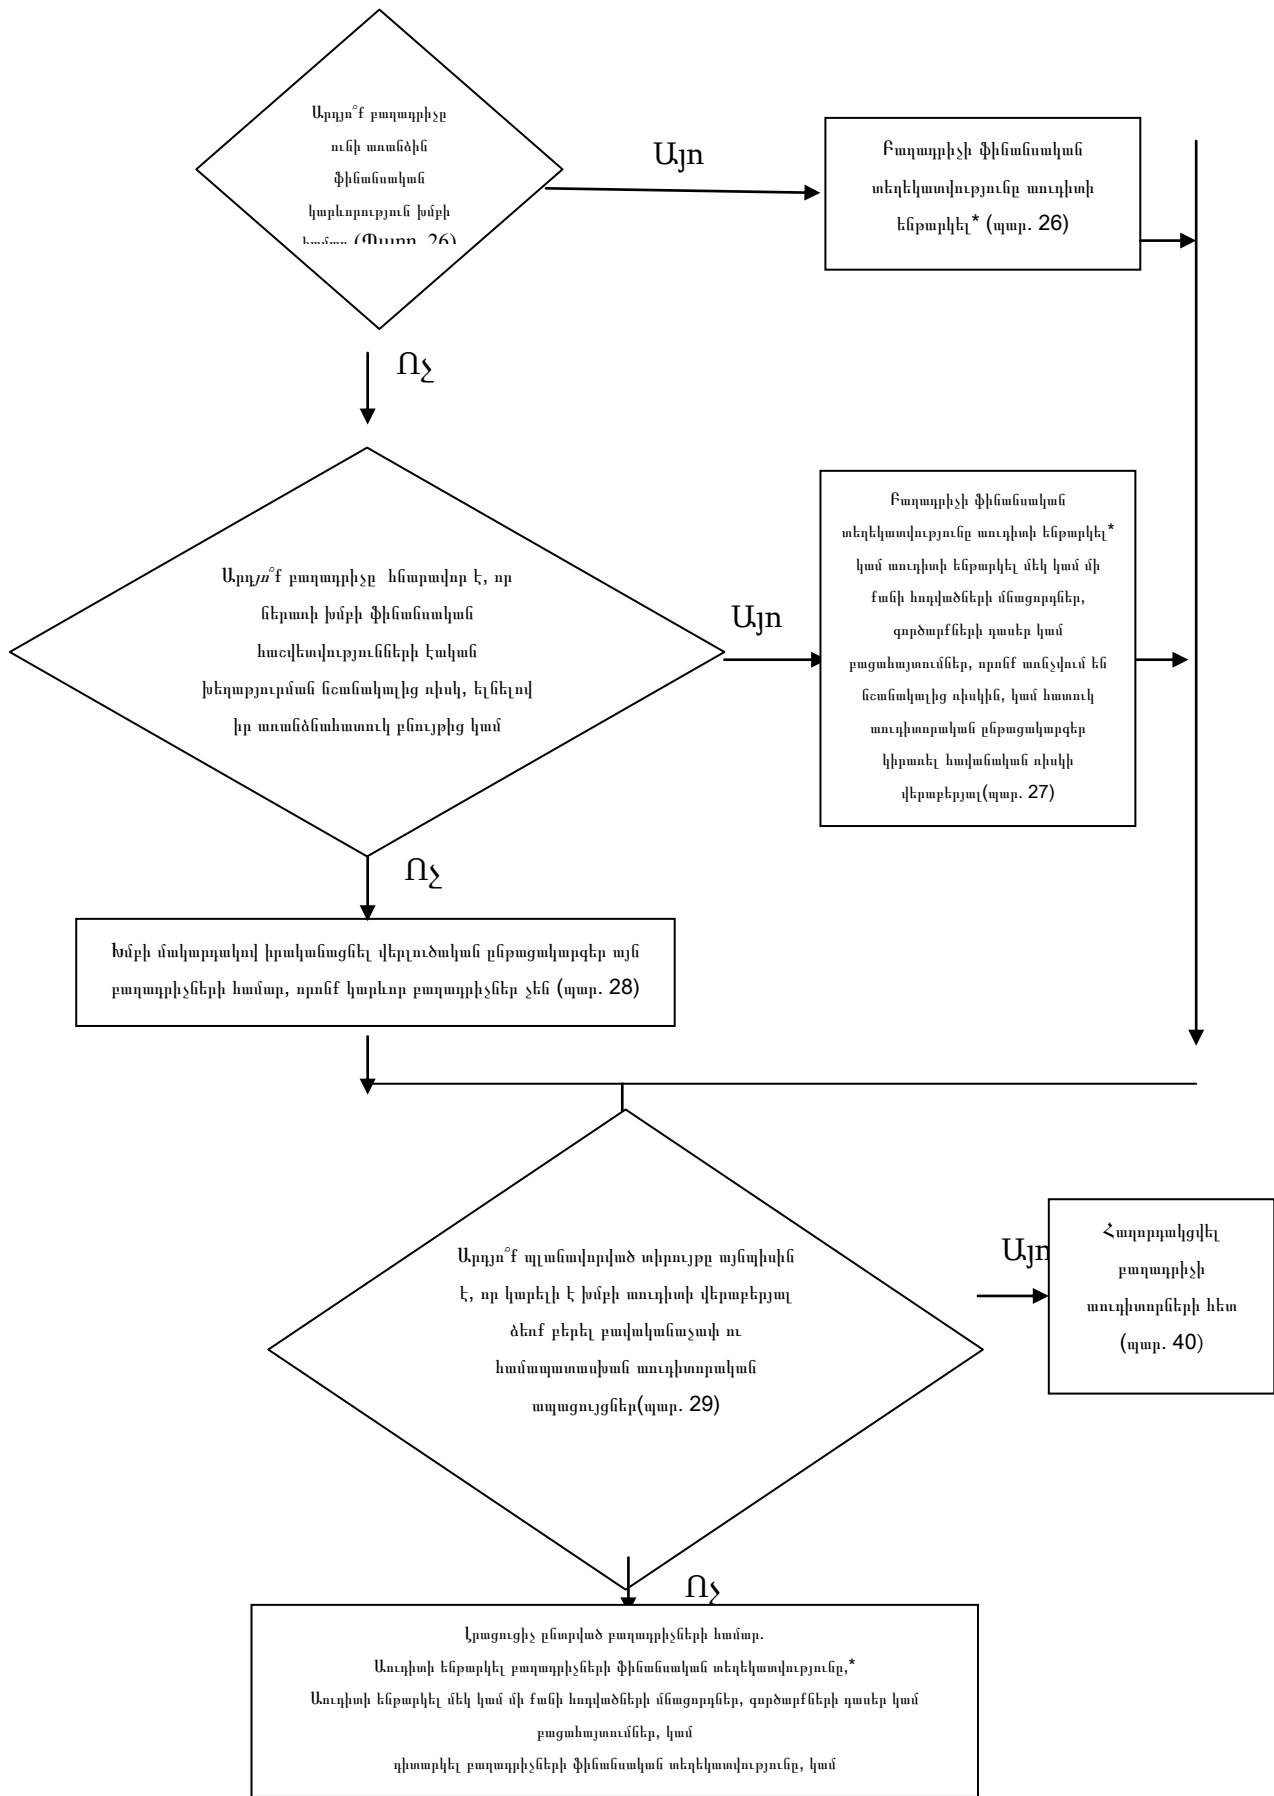 Արդյո՞ք բաղադրիչը
ունի առանձին
ֆինանսական
կարևորություն խմբի
համար (Պարբ. 26)
Այո
Բաղադրիչի ֆինանսական
տեղեկատվությունը աուդիտի
ենթարկել* (պար. 26)
Ոչ
Արդյո՞ք բաղադրիչը հնարավոր է, որ
ներառի խմբի ֆինանսական
հաշվետվությունների էական
խեղաթյուրման նշանակալից ռիսկ, ելնելով
իր առանձնահատուկ բնույթից կամ
Այո
Բաղադրիչի ֆինանսական
տեղեկատվությունը աուդիտի ենթարկել*
կամ աուդիտի ենթարկել մեկ կամ մի
քանի հոդվածների մնացորդներ,
գործարքների դասեր կամ
բացահայտումներ, որոնք առնչվում են
նշանակալից ռիսկին, կամ հատուկ
աուդիտորական ընթացակարգեր
կիրառել հավանական ռիսկի
վերաբերյալ(պար. 27)
Ոչ
Խմբի մակարդակով իրականացնել վերլուծական ընթացակարգեր այն
բաղադրիչների համար, որոնք կարևոր բաղադրիչներ չեն (պար. 28)
Արդյո՞ք պլանավորված տիրույթը այնպիսին
է, որ կարելի է խմբի աուդիտի վերաբերյալ
ձեռք բերել բավականաչափ ու
համապատասխան աուդիտորական
ապացույցներ(պար. 29)
Այո
Հաղորդակցվել
բաղադրիչի
աուդիտորների հետ
(պար. 40)
Ոչ
Լրացուցիչ ընտրված բաղադրիչների համար.
Աուդիտի ենթարկել բաղադրիչների ֆինանսական տեղեկատվությունը,*
Աուդիտի ենթարկել մեկ կամ մի քանի հոդվածների մնացորդներ, գործարքների դասեր կամ
բացահայտումներ, կամ
դիտարկել բաղադրիչների ֆինանսական տեղեկատվությունը, կամ